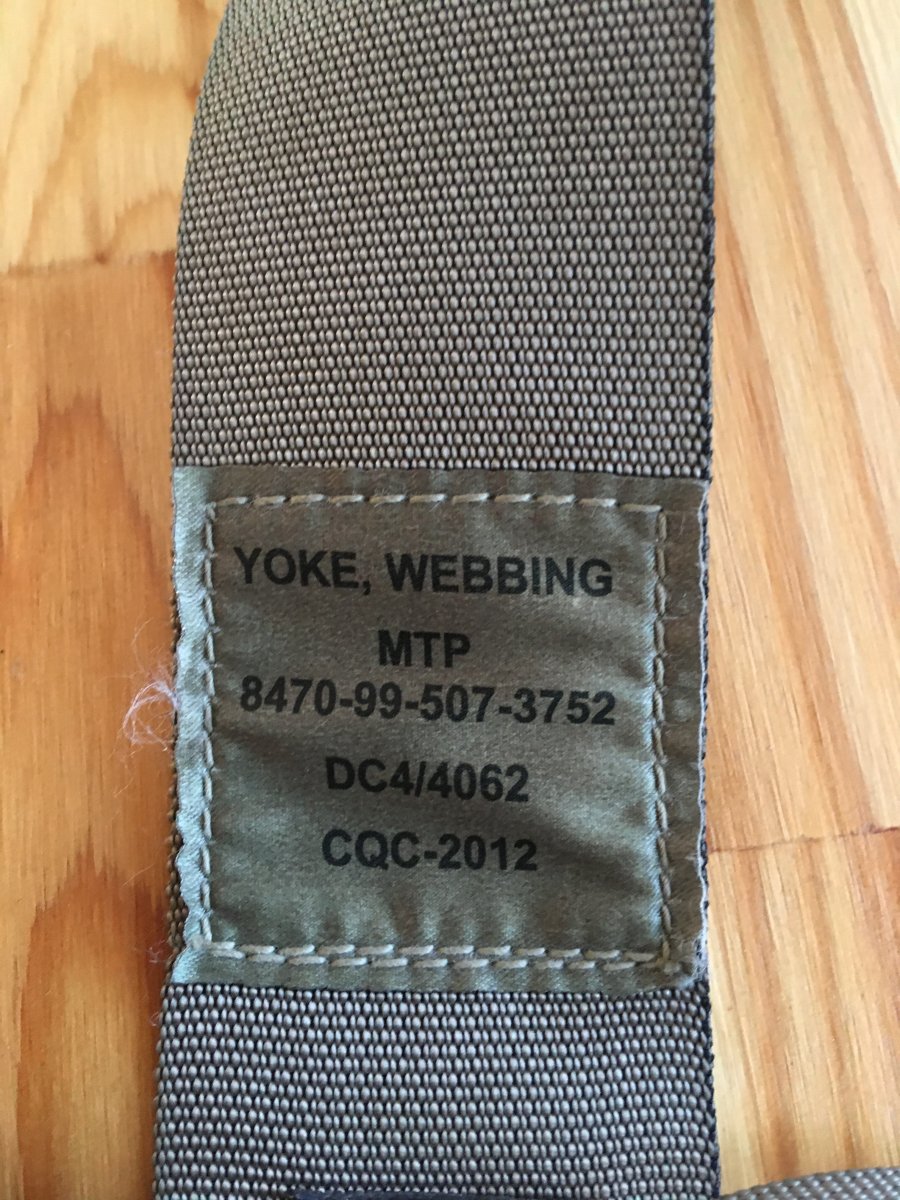 YOKE, WEBBING
MTP
8470-99-507-3752
DC4/4062
CQC-2012